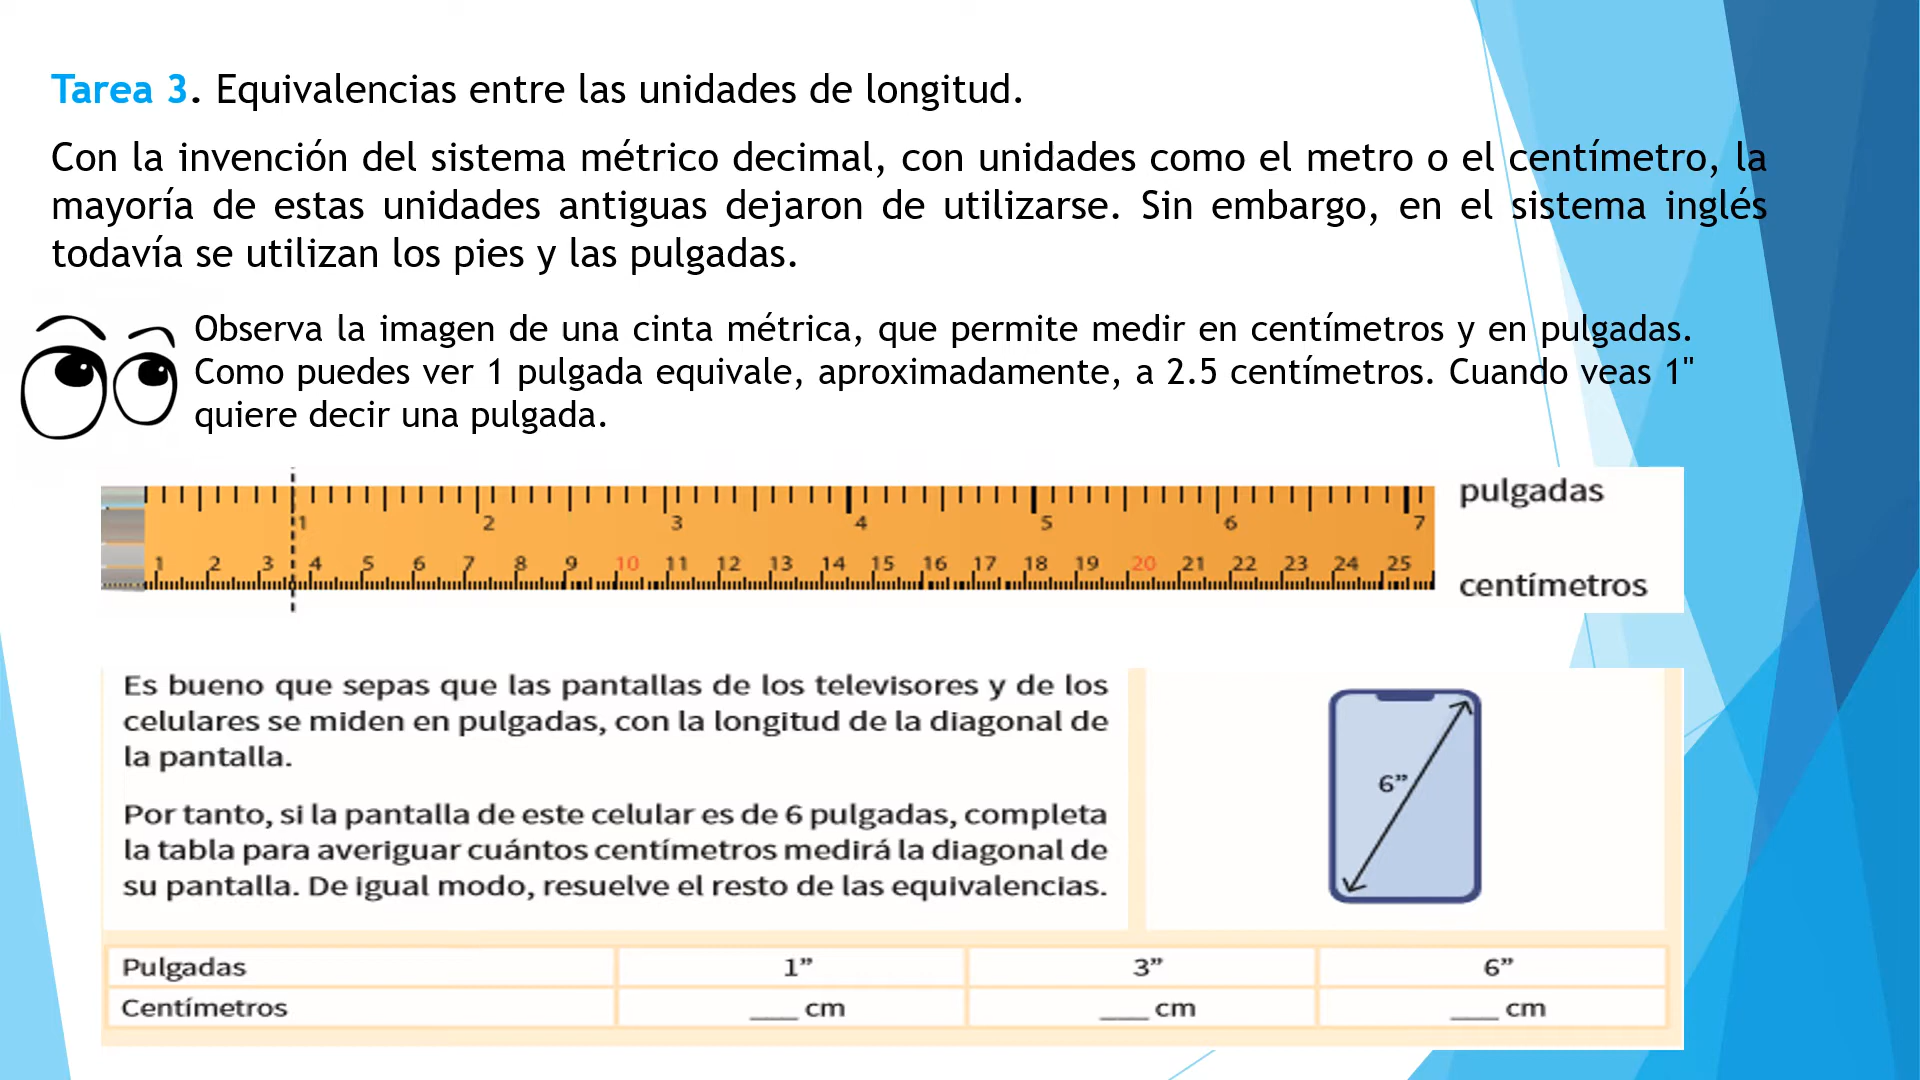 Tarea 3. Equivalencias entre las unidades de longitud.
Con la invención del sistema métrico decimal, con unidades como el metro o el centímetro, la
mayoría de estas unidades antiguas dejaron de utilizarse. Sin embargo, en el sistema inglés
todavía se utilizan los pies y las pulgadas.
Observa la imagen de una cinta métrica, que permite medir en centímetros y en pulgadas.
Como puedes ver 1 pulgada equivale, aproximadamente, a 2.5 centímetros. Cuando veas 1"
quiere decir una pulgada.
pulgadas
1 2 3 4 5 6 7
1 2 3 4 5 6 7 8 9 10 11 12 13 14 15 16 17 18 19 20 21 22 23 24 25
centímetros
Es bueno que sepas que las pantallas de los televisores y de los
celulares se miden en pulgadas, con la longitud de la diagonal de
la pantalla.
Por tanto, si la pantalla de este celular es de 6 pulgadas, completa
la tabla para averiguar cuántos centímetros medirá la diagonal de
su pantalla. De igual modo, resuelve el resto de las equivalencias.
6”
Pulgadas 1” 3” 6”
Centímetros ___ cm ___ cm ___ cm